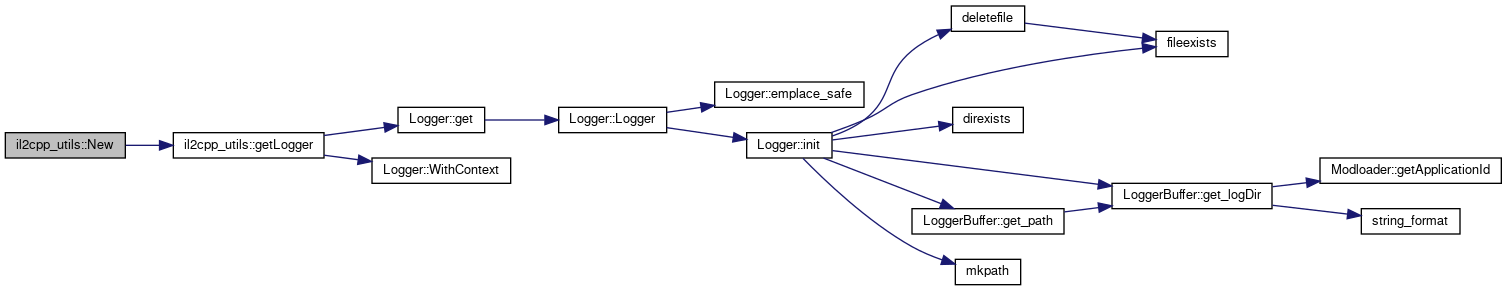 il2cpp_utils::New
il2cpp_utils::getLogger
Logger::get
Logger::WithContext
Logger::Logger
Logger::emplace_safe
Logger::init
deletefile
fileexists
direxists
LoggerBuffer::get_logDir
LoggerBuffer::get_path
mkpath
Modloader::getApplicationId
string_format